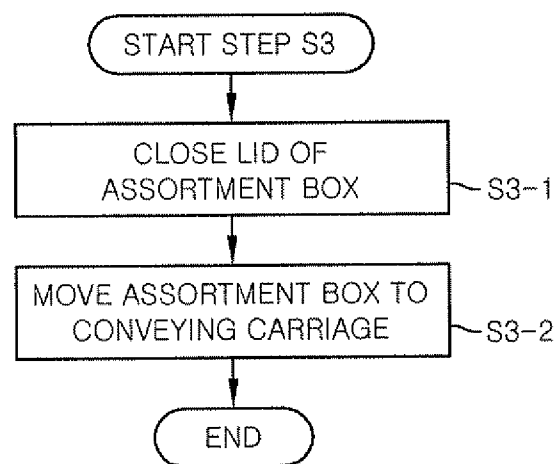 START STEP S3
CLOSE LID OF
ASSORTMENT BOX
S3-1
MOVE ASSORTMENT BOX TO
CONVEYING CARRIAGE
S3-2
END